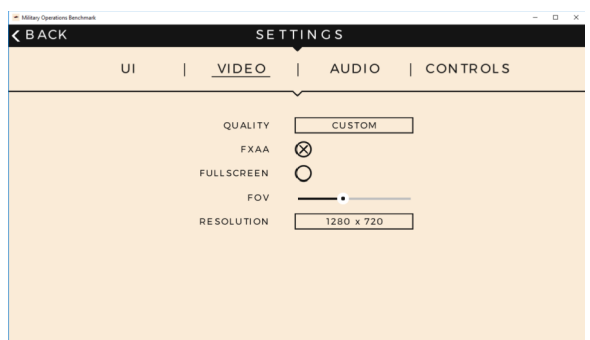 Military Operations Benchmark
BACK SETTINGS
UI | VIDEO | AUDIO | CONTROLS
QUALITY CUSTOM
FXAA
FULLSCREEN
FOV
RESOLUTION 1280 x 720